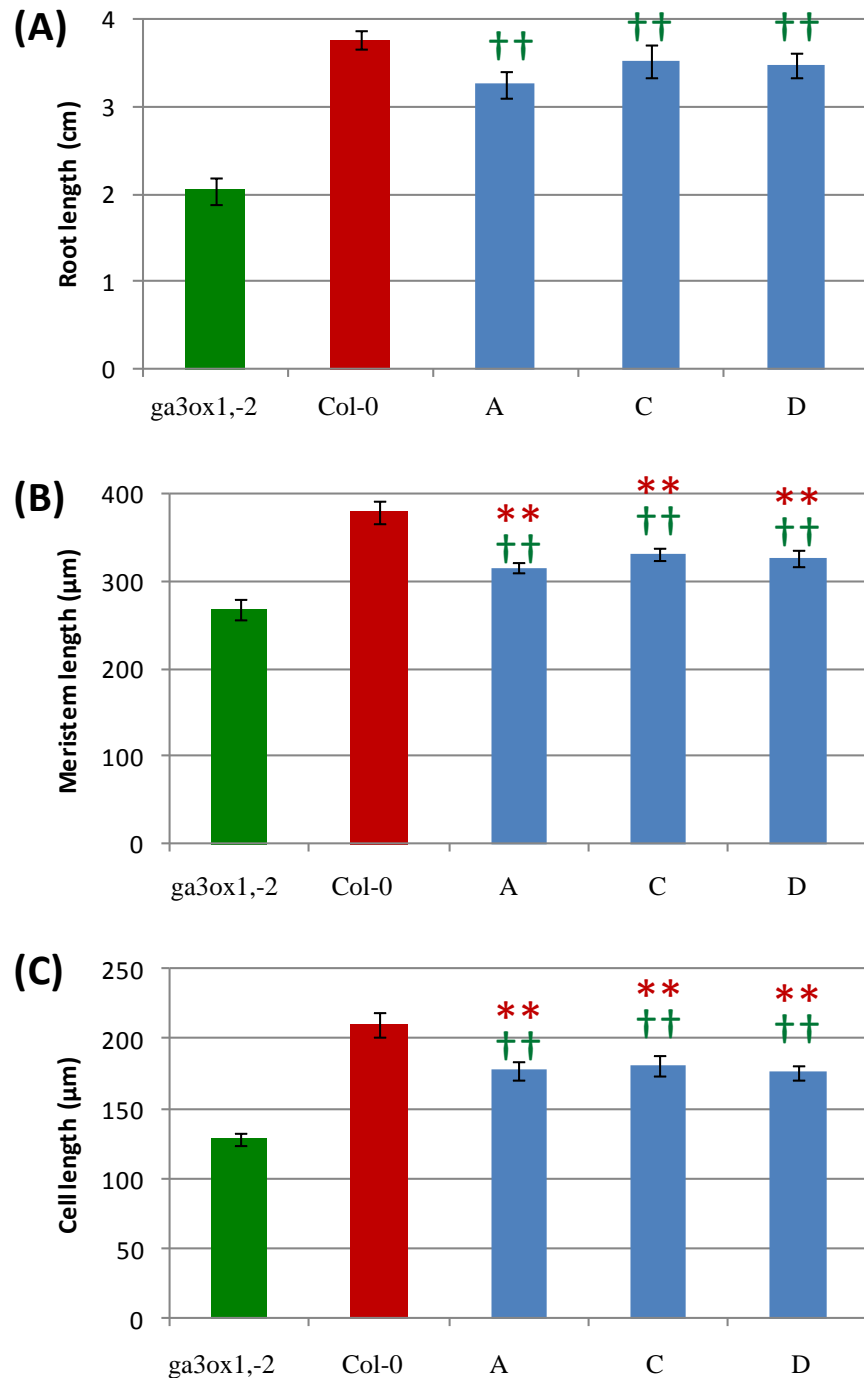 (A)
4
3
2
1
0
Root length (cm)
††
††
††
ga3ox1,-2 Col-0 A C D
(B)
400
300
200
100
0
Meristem length (µm)
** ** **
†† †† ††
ga3ox1,-2 Col-0 A C D
(C)
250
200
150
100
50
0
Cell length (µm)
** ** **
†† †† ††
ga3ox1,-2 Col-0 A C D